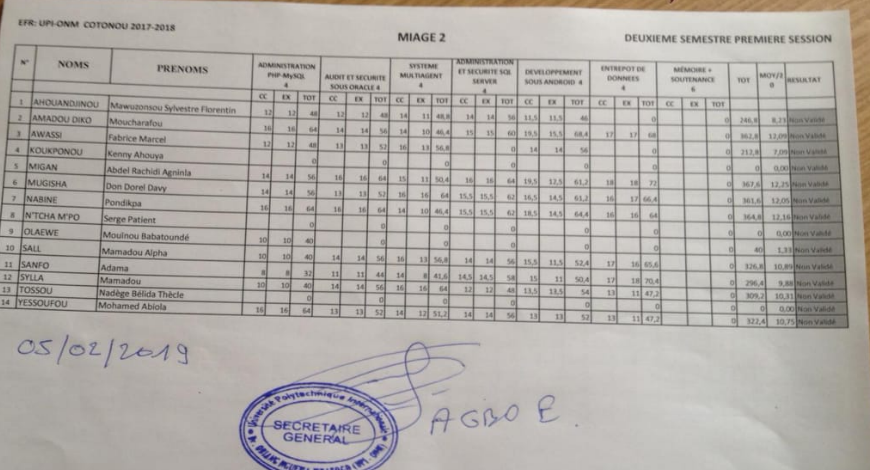 EFR: UPI-ONM COTONOU 2017-2018
MIAGE 2
DEUXIEME SEMESTRE PREMIERE SESSION
N° NOMS PRENOMS ADMINISTRATION PHP-MySQL 4 AUDIT ET SECURITE SOUS ORACLE 4 SYSTEME MULTIAGENT 4 ADMINISTRATION ET SECURITE SQL SERVER 4 DEVELOPPEMENT SOUS ANDROID 4 ENTREPOT DE DONNEES 4 MÉMOIRE + SOUTENANCE 6 TOT MOY/20 RESULTAT
CC EX TOT CC EX TOT CC EX TOT CC EX TOT CC EX TOT CC EX TOT CC EX TOT
1 AHOUANDJINOU Mawuzonsou Sylvestre Florentin 12 12 48 12 12 48 14 11 48,8 14 14 56 11,5 11,5 46 0 0 246,8 8,23 Non Validé
2 AMADOU DIKO Moucharafou 16 16 64 14 14 56 14 10 46,4 15 15 60 19,5 15,5 68,4 17 17 68 0 362,8 12,09 Non Validé
3 AWASSI Fabrice Marcel 12 12 48 13 13 52 16 13 56,8 0 14 14 56 0 0 212,8 7,09 Non Validé
4 KOUKPONOU Kenny Ahouya 0 0 0 0 0 0 0 0 0,00 Non Validé
5 MIGAN Abdel Rachidi Agninla 14 14 56 16 16 64 15 11 50,4 16 16 64 19,5 12,5 61,2 18 18 72 0 367,6 12,25 Non Validé
6 MUGISHA Don Dorel Davy 14 14 56 13 13 52 16 16 64 15,5 15,5 62 16,5 14,5 61,2 16 17 66,4 0 361,6 12,05 Non Validé
7 NABINE Pondikpa 16 16 64 16 16 64 14 10 46,4 15,5 15,5 62 18,5 14,5 64,4 16 16 64 0 364,8 12,16 Non Validé
8 N'TCHA M'PO Serge Patient 0 0 0 0 0 0 0 0 0,00 Non Validé
9 OLAEWE Mouïnou Babatoundé 10 10 40 0 0 0 0 0 0 40 1,33 Non Validé
10 SALL Mamadou Alpha 10 10 40 14 14 56 16 13 56,8 14 14 56 15,5 11,5 52,4 17 16 65,6 0 326,8 10,89 Non Validé
11 SANFO Adama 8 8 32 11 11 44 14 8 41,6 14,5 14,5 58 15 11 50,4 17 18 70,4 0 296,4 9,88 Non Validé
12 SYLLA Mamadou 10 10 40 14 14 56 16 16 64 12 12 48 13,5 13,5 54 13 11 47,2 0 309,2 10,31 Non Validé
13 TOSSOU Nadège Bélida Thècle 0 0 0 0 0 0 0 0 0,00 Non Validé
14 YESSOUFOU Mohamed Abiola 16 16 64 13 13 52 14 12 51,2 14 14 56 13 13 52 13 11 47,2 0 322,4 10,75 Non Validé
05/02/2019
AGBO E.
Université Polytechnique Internationale
SECRETAIRE
GENERAL
(UPI - ONM)